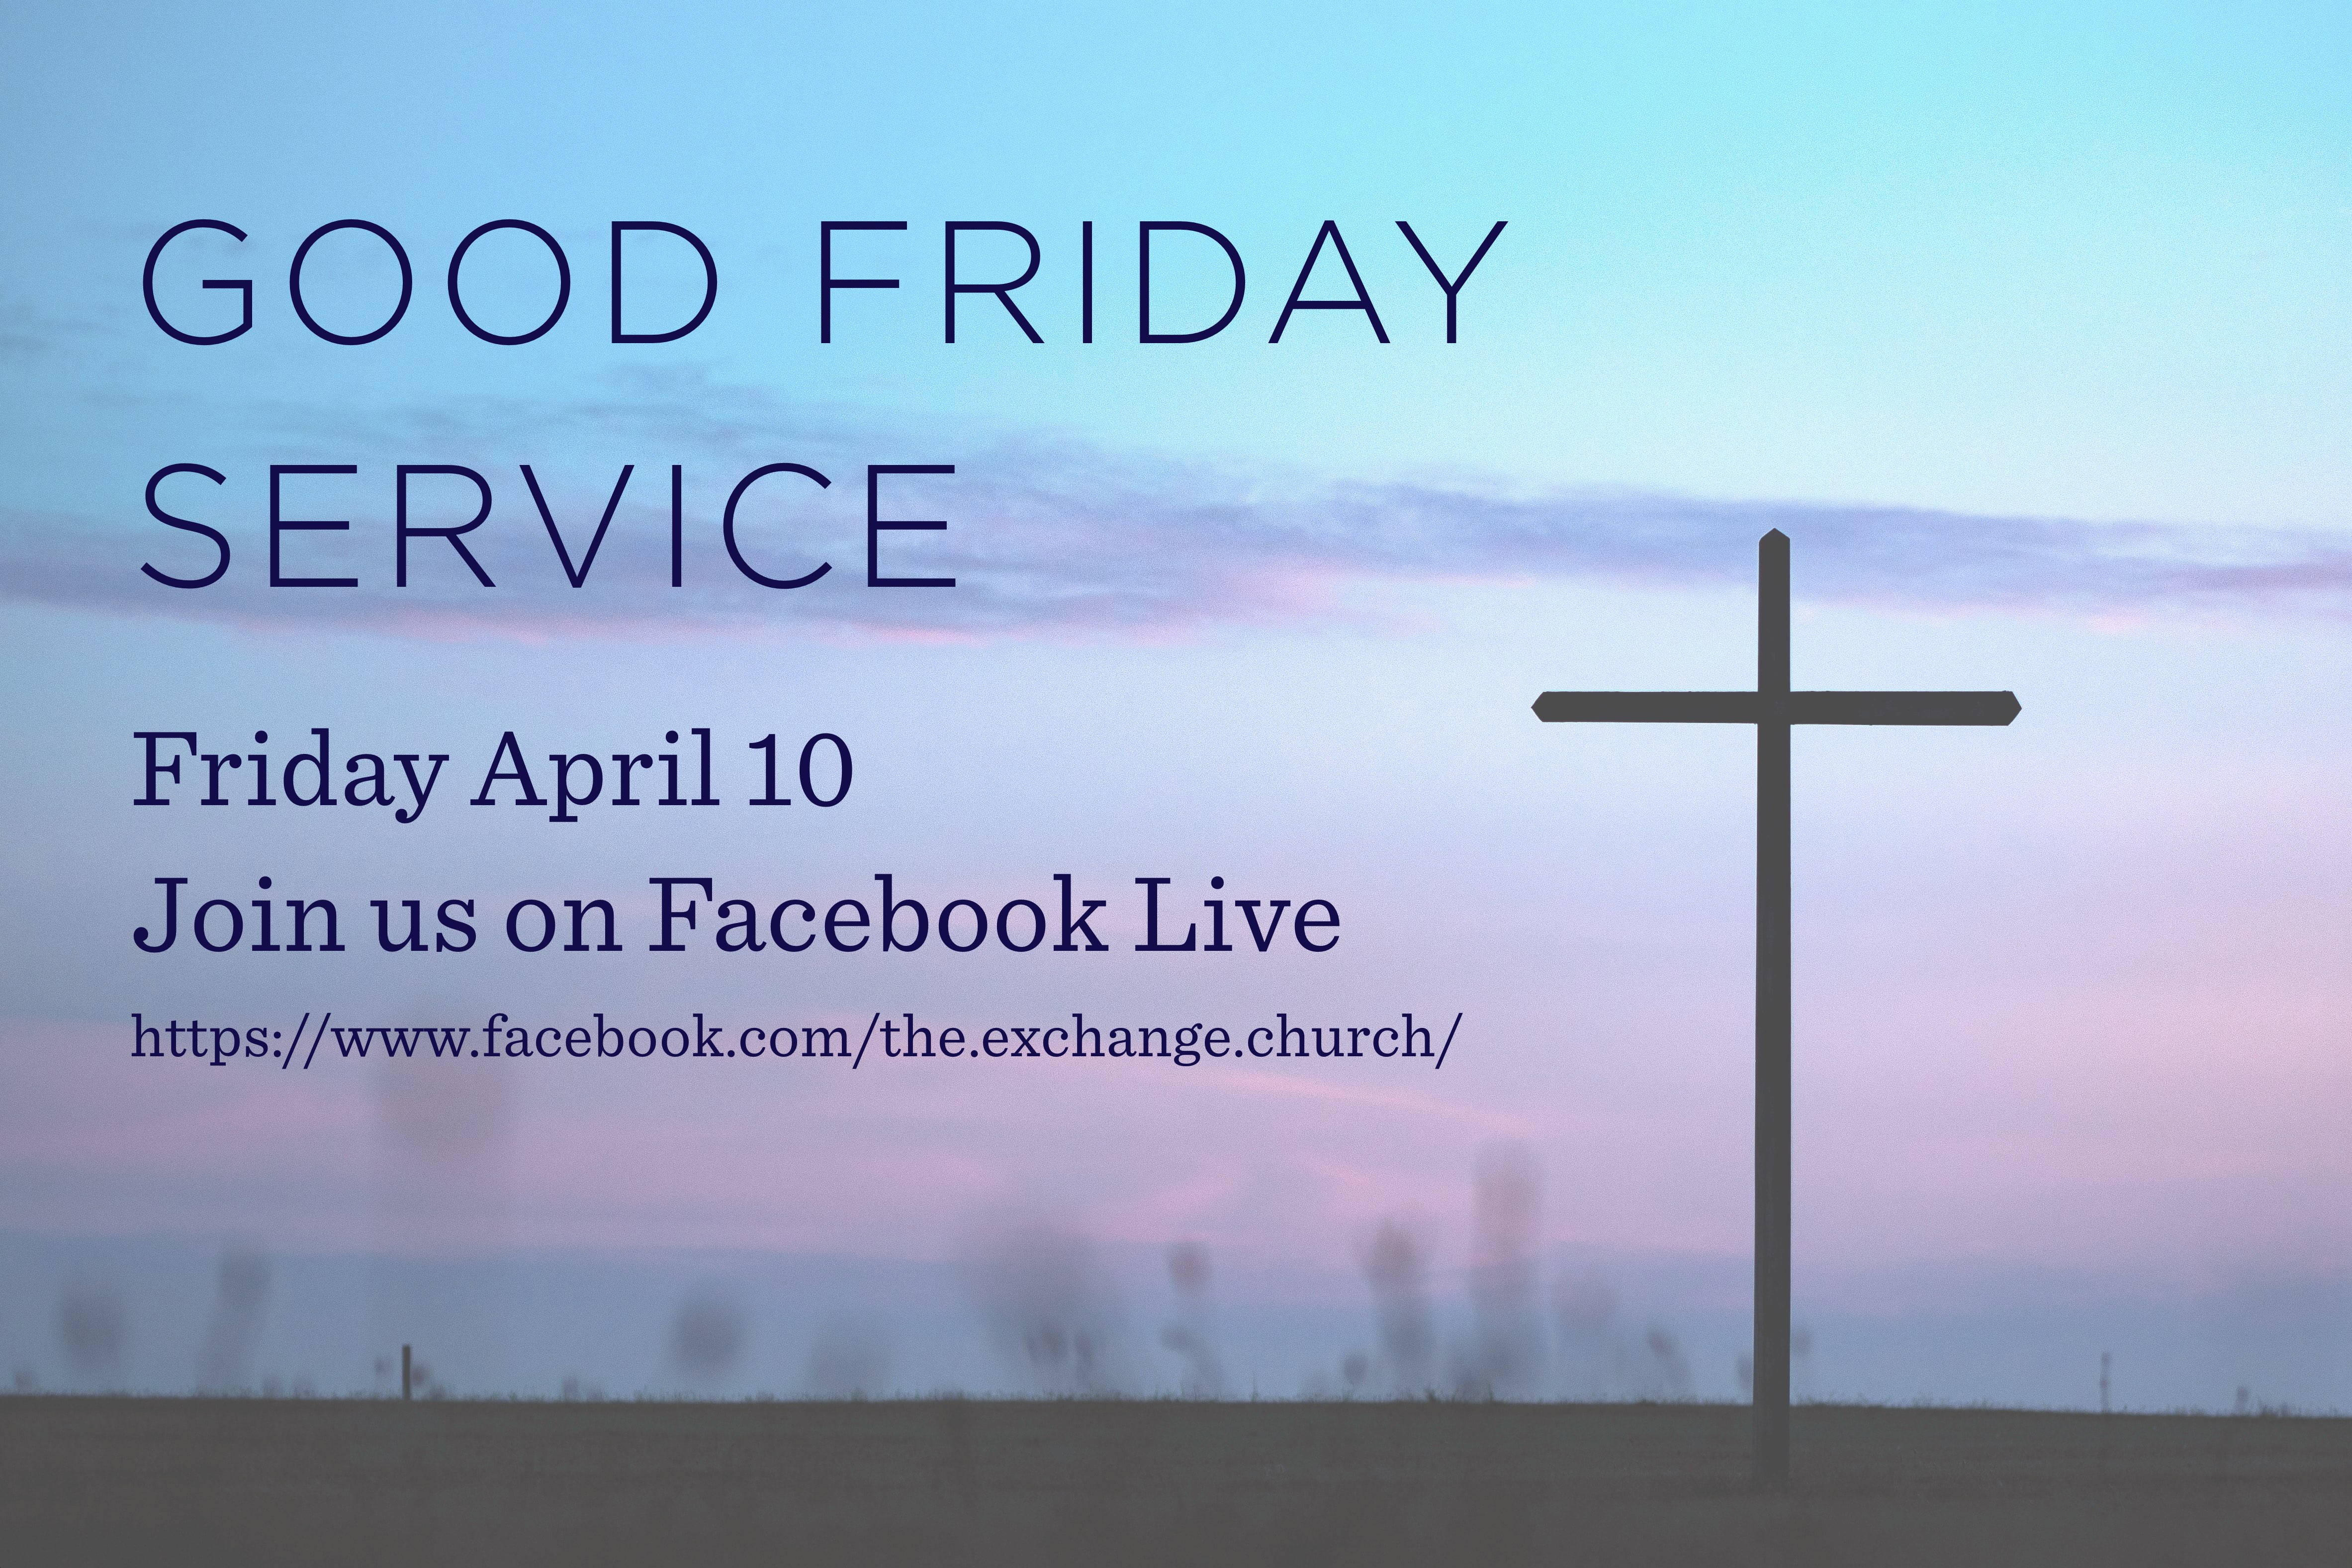 GOOD FRIDAY
SERVICE
Friday April 10
Join us on Facebook Live
https://www.facebook.com/the.exchange.church/